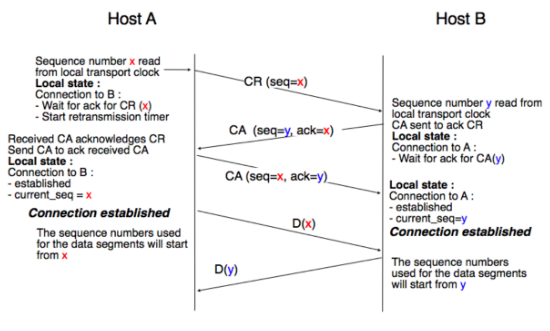 Host A
Host B
Sequence number x read
from local transport clock
Local state :
Connection to B :
- Wait for ack for CR (x)
- Start retransmission timer
CR (seq=x)
Sequence number y read from
local transport clock
CA sent to ack CR
Local state :
Connection to A :
- Wait for ack for CA(y)
CA (seq=y, ack=x)
Received CA acknowledges CR
Send CA to ack received CA
Local state :
Connection to B :
- established
- current_seq = x
Connection established
The sequence numbers used
for the data segments will start
from x
CA (seq=x, ack=y)
Local state :
Connection to A :
- established
- current_seq=y
Connection established
The sequence numbers
used for the data segments
will start from y
D(x)
D(y)